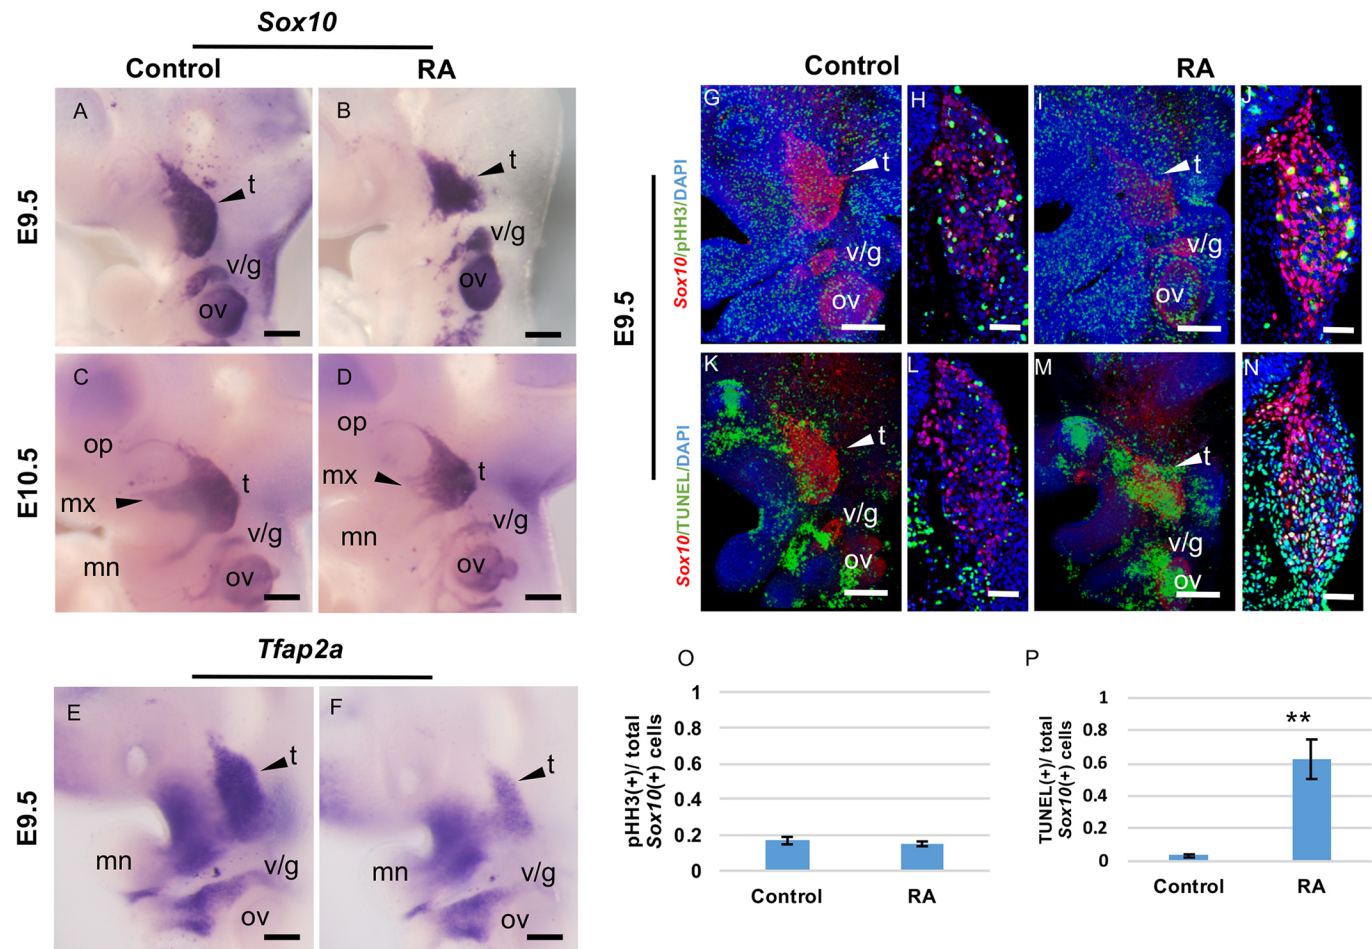 Sox10
Control RA
E9.5
A
t
v/g
ov
B
t
v/g
ov
E10.5
C
op
mx
t
v/g
mn
ov
D
op
mx
t
v/g
mn
ov
Tfap2a
E9.5
E
t
mn
v/g
ov
F
t
mn
v/g
ov
Control RA
E9.5
Sox10/pHH3/DAPI
G
t
v/g
ov
H
I
t
v/g
ov
J
Sox10/TUNEL/DAPI
K
t
v/g
ov
L
M
t
v/g
ov
N
O
pHH3(+)/ total
Sox10(+) cells
1
0.8
0.6
0.4
0.2
0
Control RA
P
TUNEL(+)/ total
Sox10(+) cells
1
0.8
0.6
0.4
0.2
0
**
Control RA